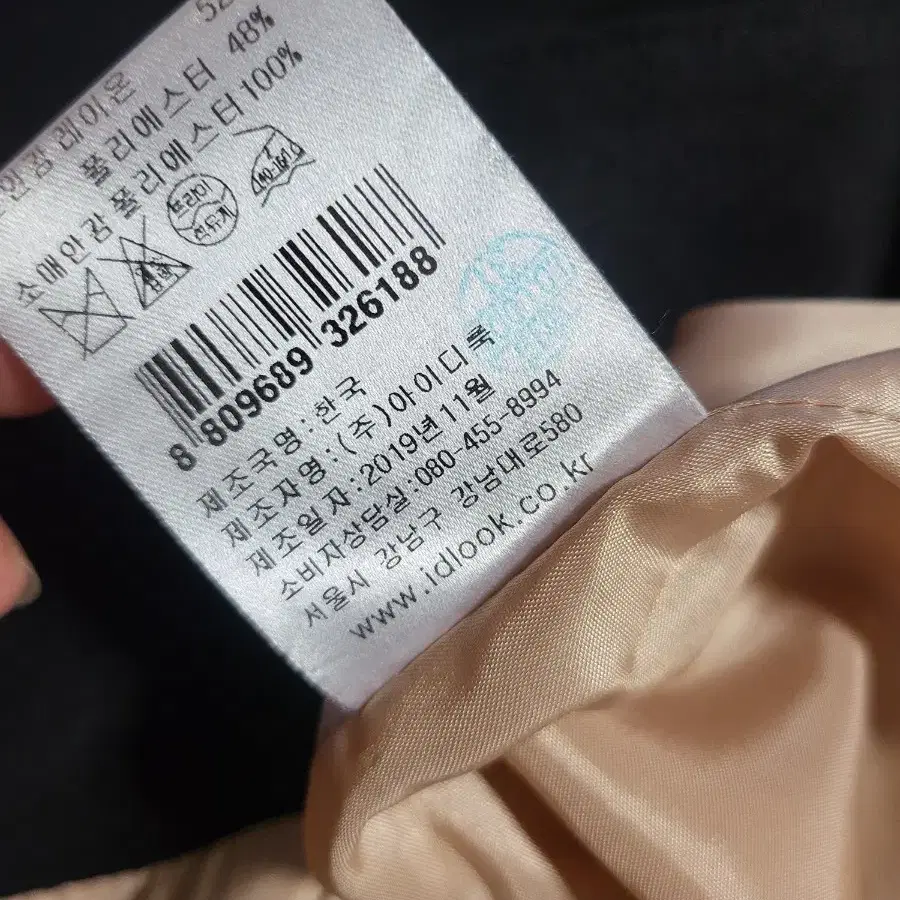 52
안감 레이온
폴리에스터 48%
소매안감 폴리에스터 100%
드라이
8 809689 326188
제조국명:한국
제조자명:(주)아이디룩
제조일자:2019년 11월
소비자상담실:080-455-8994
서울시 강남구 강남대로580
www.idlook.co.kr